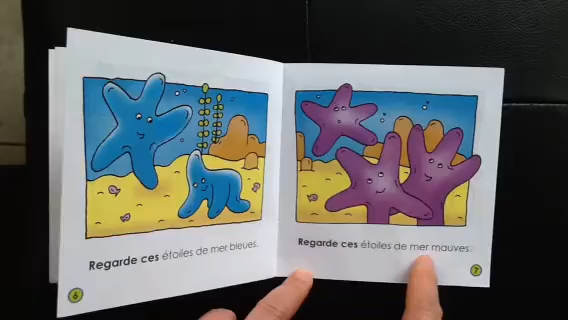 Regarde ces étoiles de mer bleues.
6
Regarde ces étoiles de mer mauves.
7